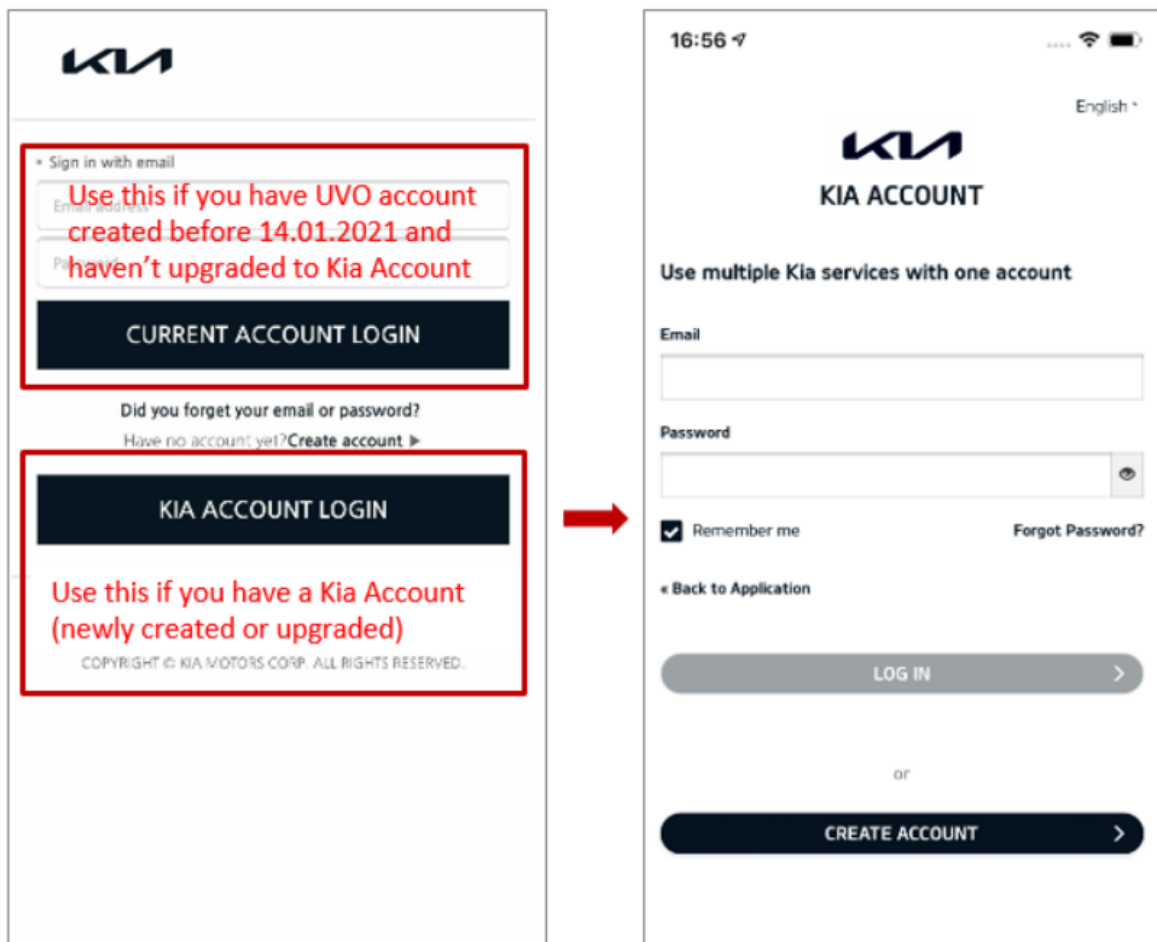 KIA
• Sign in with email
Email address
Use this if you have UVO account
created before 14.01.2021 and
Password
haven't upgraded to Kia Account
CURRENT ACCOUNT LOGIN
Did you forget your email or password?
Have no account yet?Create account ▶
KIA ACCOUNT LOGIN
Use this if you have a Kia Account
(newly created or upgraded)
COPYRIGHT © KIA MOTORS CORP. ALL RIGHTS RESERVED.
16:56
English
KIA
KIA ACCOUNT
Use multiple Kia services with one account
Email
Password
Remember me
Forgot Password?
« Back to Application
LOG IN
or
CREATE ACCOUNT